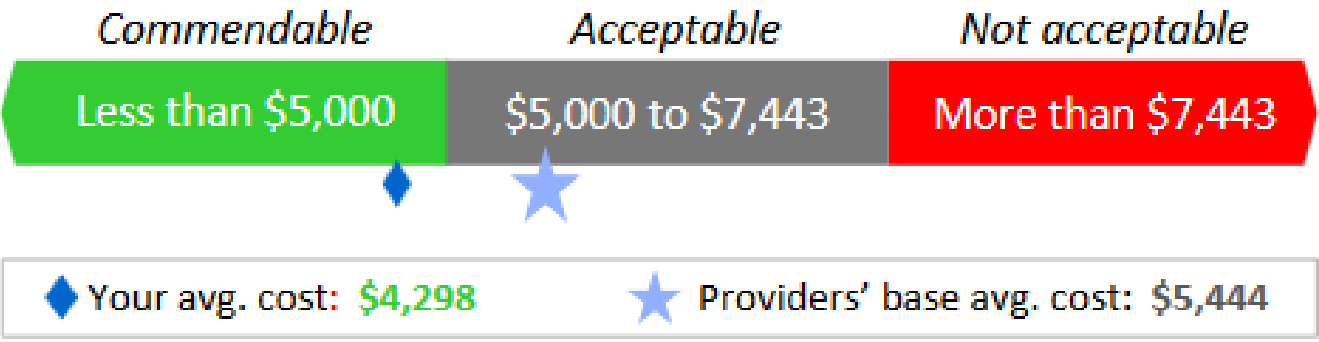 Commendable Acceptable Not acceptable
Less than $5,000 $5,000 to $7,443 More than $7,443
Your avg. cost: $4,298 Providers’ base avg. cost: $5,444